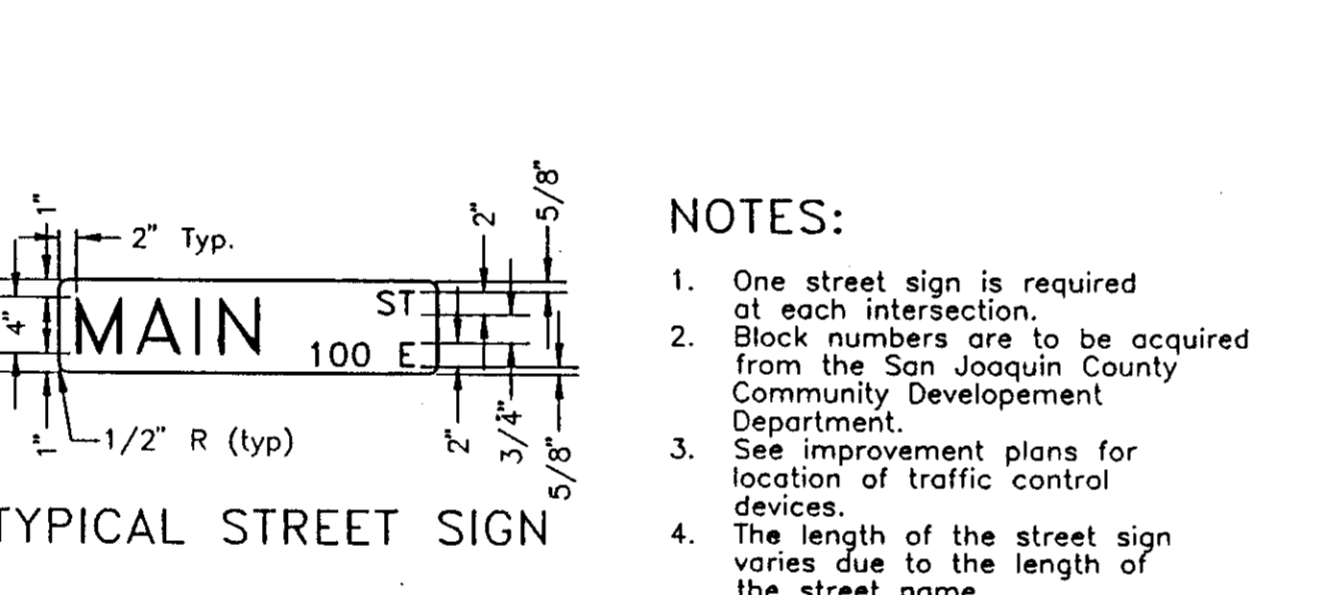 1"
2" Typ.
2"
5/8"
4"
MAIN
ST
100 E
1"
1/2" R (typ)
2"
3/4"
5/8"
TYPICAL STREET SIGN
NOTES:
1. One street sign is required
at each intersection.
2. Block numbers are to be acquired
from the San Joaquin County
Community Developement
Department.
3. See improvement plans for
location of traffic control
devices.
4. The length of the street sign
varies due to the length of
the street name